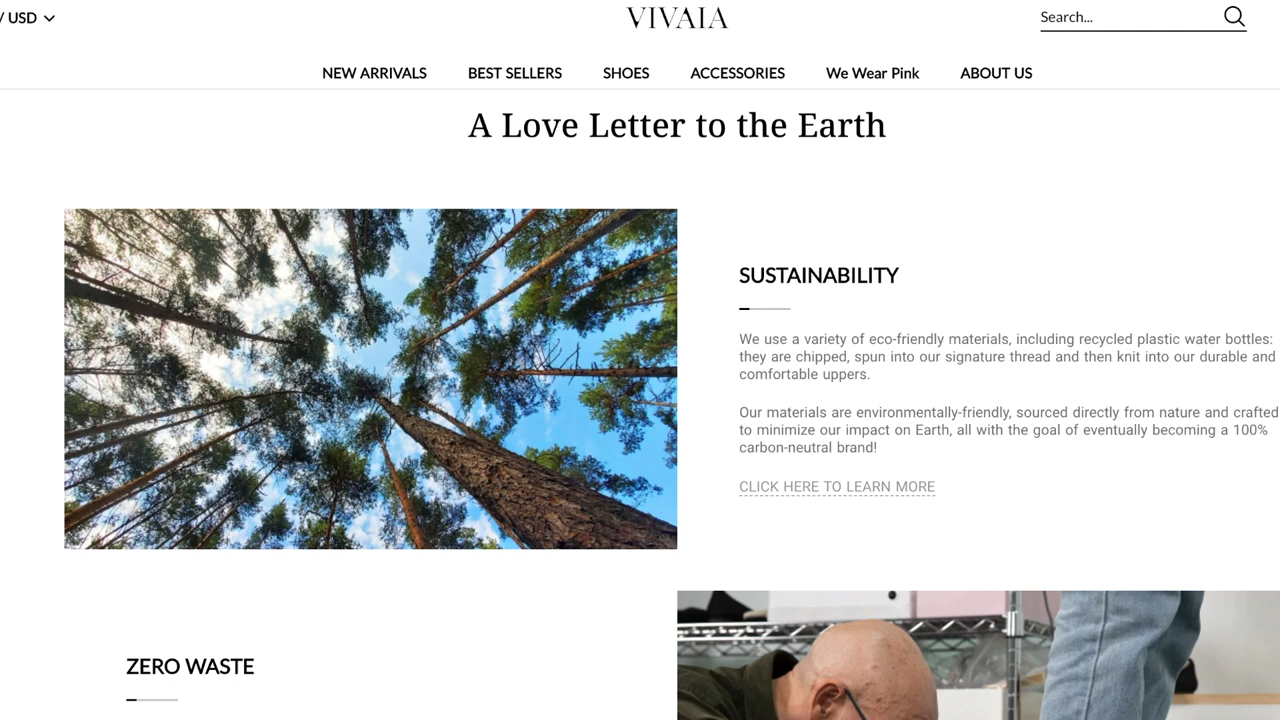 / USD
VIVAIA
Search...
NEW ARRIVALS BEST SELLERS SHOES ACCESSORIES We Wear Pink ABOUT US
A Love Letter to the Earth
SUSTAINABILITY
We use a variety of eco-friendly materials, including recycled plastic water bottles:
they are chipped, spun into our signature thread and then knit into our durable and
comfortable uppers.
Our materials are environmentally-friendly, sourced directly from nature and crafted
to minimize our impact on Earth, all with the goal of eventually becoming a 100%
carbon-neutral brand!
CLICK HERE TO LEARN MORE
ZERO WASTE